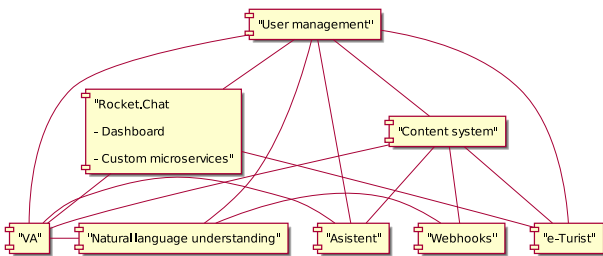 "User management"
"Rocket.Chat
- Dashboard
- Custom microservices"
"Content system"
"VA"
"Natural language understanding"
"Asistent"
"Webhooks"
"e-Turist"